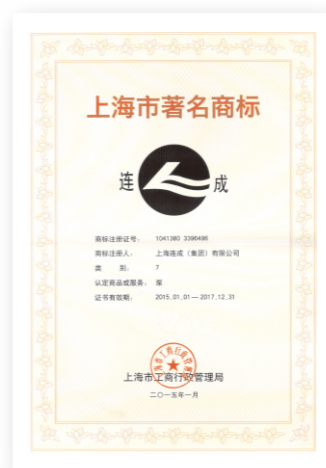 上海市著名商标
连 成
商标注册证号： 1041380 3396486
商标注册人： 上海连成（集团）有限公司
类 别： 7
认定商品或服务： 泵
证书有效期： 2015.01.01—2017.12.31
上海市工商行政管理局
二〇一五年一月